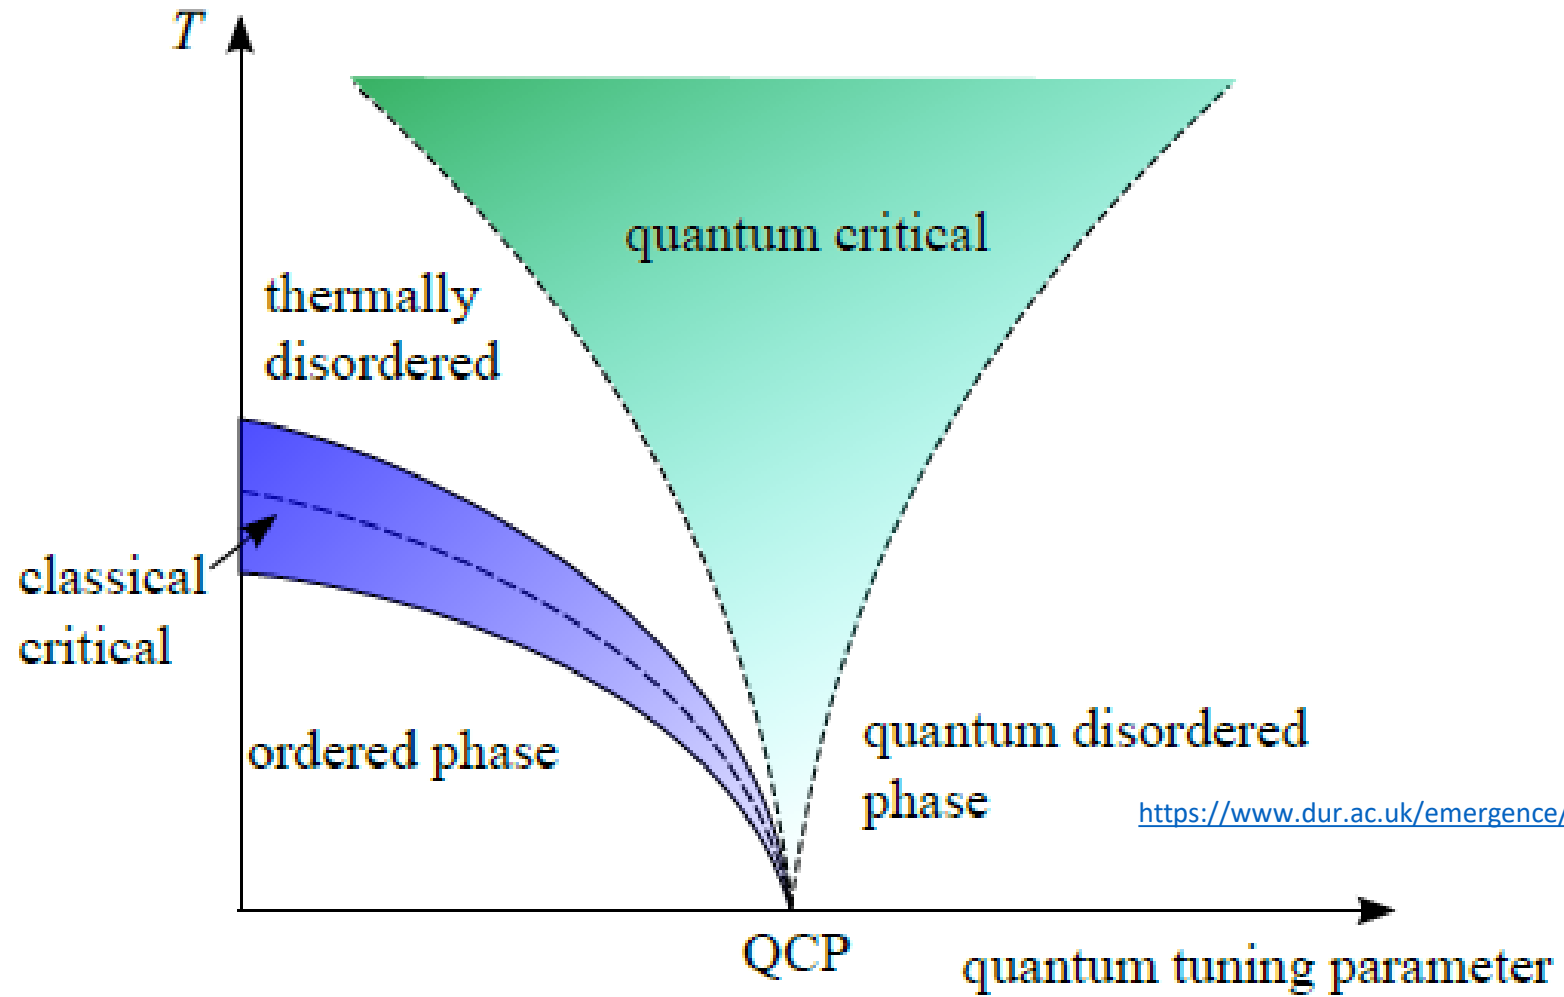 T
quantum critical
thermally
disordered
classical
critical
ordered phase
quantum disordered
phase
https://www.dur.ac.uk/emergence/
QCP
quantum tuning parameter